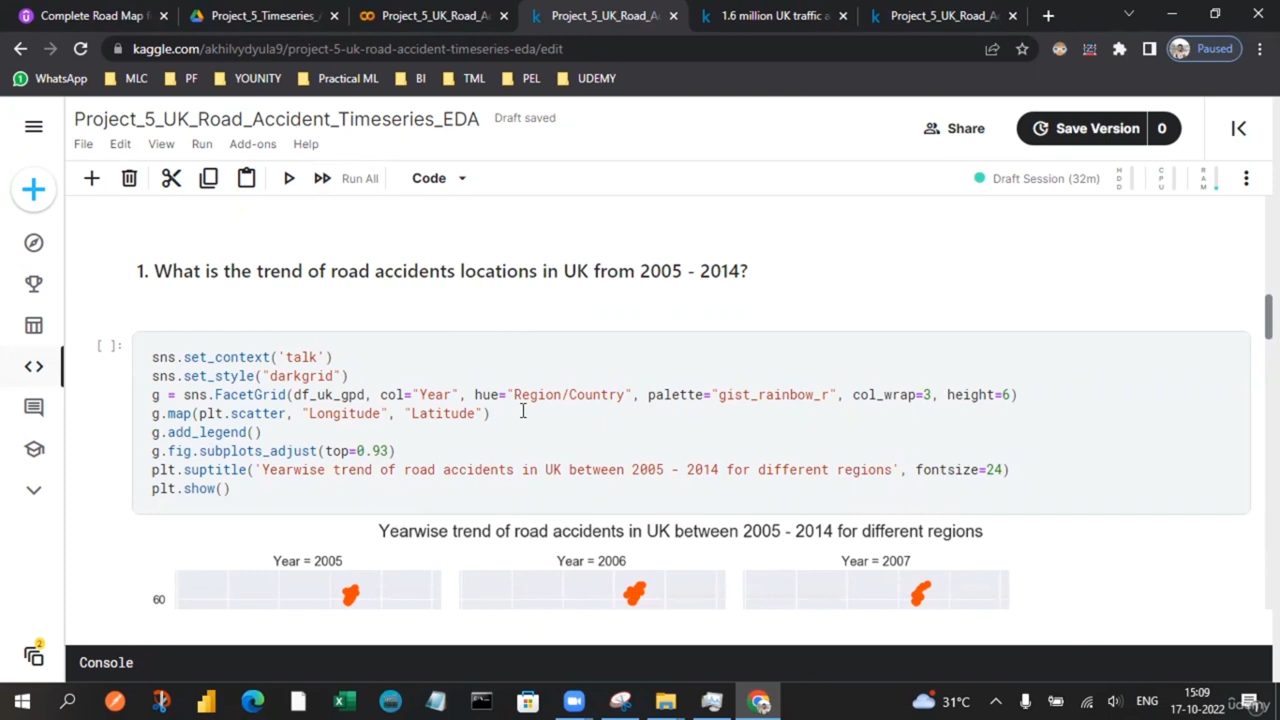 Complete Road Map f
Project_5_Timeseries_
Project_5_UK_Road_Ac
Project_5_UK_Road_A
1.6 million UK traffic a
Project_5_UK_Road_A
kaggle.com/akhilvydyula9/project-5-uk-road-accident-timeseries-eda/edit
Paused
WhatsApp
MLC
PF
YOUNITY
Practical ML
BI
TML
PEL
UDEMY
Project_5_UK_Road_Accident_Timeseries_EDA
Draft saved
Share
Save Version
0
File Edit View Run Add-ons Help
Run All
Code
Draft Session (32m)
HDD
CPU
RAM
1. What is the trend of road accidents locations in UK from 2005 - 2014?
[ ]:
sns.set_context('talk')
sns.set_style("darkgrid")
g = sns.FacetGrid(df_uk_gpd, col="Year", hue="Region/Country", palette="gist_rainbow_r", col_wrap=3, height=6)
g.map(plt.scatter, "Longitude", "Latitude")
g.add_legend()
g.fig.subplots_adjust(top=0.93)
plt.suptitle('Yearwise trend of road accidents in UK between 2005 - 2014 for different regions', fontsize=24)
plt.show()
Yearwise trend of road accidents in UK between 2005 - 2014 for different regions
Year = 2005
Year = 2006
Year = 2007
60
2
Console
31°C
ENG
15:09
17-10-2022
udemy